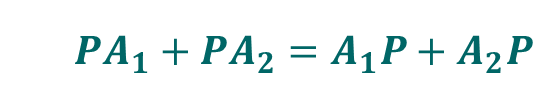 PA₁ + PA₂ = A₁P + A₂P